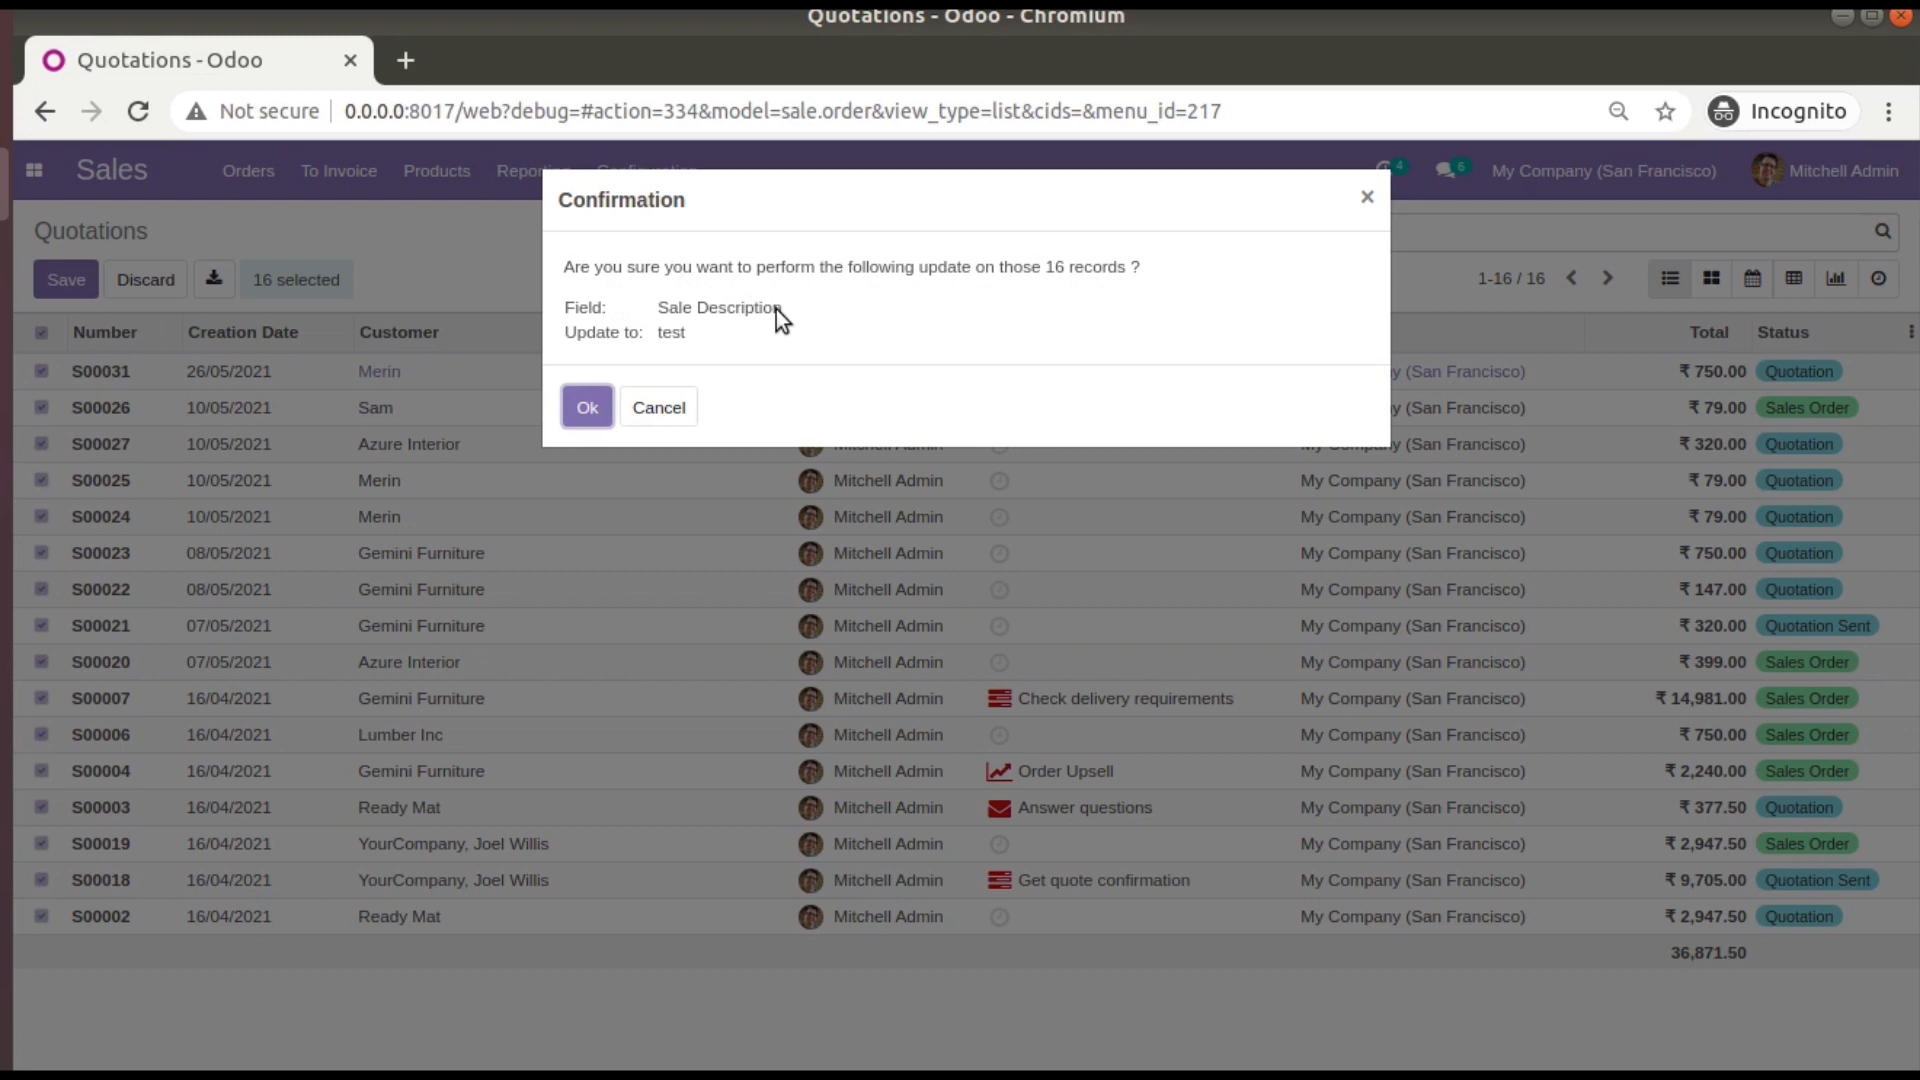 Quotations - Odoo - Chromium
Quotations - Odoo
Not secure 0.0.0.0:8017/web?debug=#action=334&model=sale.order&view_type=list&cids=&menu_id=217 Incognito
Sales Orders To Invoice Products 4 6 My Company (San Francisco) Mitchell Admin
Quotations
Save Discard 16 selected 1-16 / 16
Confirmation
Are you sure you want to perform the following update on those 16 records ?
Field: Sale Description
Update to: test
Ok Cancel
Number Creation Date Customer Total Status
S00031 26/05/2021 Merin (San Francisco) ₹ 750.00 Quotation
S00026 10/05/2021 Sam (San Francisco) ₹ 79.00 Sales Order
S00027 10/05/2021 Azure Interior (San Francisco) ₹ 320.00 Quotation
S00025 10/05/2021 Merin Mitchell Admin My Company (San Francisco) ₹ 79.00 Quotation
S00024 10/05/2021 Merin Mitchell Admin My Company (San Francisco) ₹ 79.00 Quotation
S00023 08/05/2021 Gemini Furniture Mitchell Admin My Company (San Francisco) ₹ 750.00 Quotation
S00022 08/05/2021 Gemini Furniture Mitchell Admin My Company (San Francisco) ₹ 147.00 Quotation
S00021 07/05/2021 Gemini Furniture Mitchell Admin My Company (San Francisco) ₹ 320.00 Quotation Sent
S00020 07/05/2021 Azure Interior Mitchell Admin My Company (San Francisco) ₹ 399.00 Sales Order
S00007 16/04/2021 Gemini Furniture Mitchell Admin Check delivery requirements My Company (San Francisco) ₹ 14,981.00 Sales Order
S00006 16/04/2021 Lumber Inc Mitchell Admin My Company (San Francisco) ₹ 750.00 Sales Order
S00004 16/04/2021 Gemini Furniture Mitchell Admin Order Upsell My Company (San Francisco) ₹ 2,240.00 Sales Order
S00003 16/04/2021 Ready Mat Mitchell Admin Answer questions My Company (San Francisco) ₹ 377.50 Quotation
S00019 16/04/2021 YourCompany, Joel Willis Mitchell Admin My Company (San Francisco) ₹ 2,947.50 Sales Order
S00018 16/04/2021 YourCompany, Joel Willis Mitchell Admin Get quote confirmation My Company (San Francisco) ₹ 9,705.00 Quotation Sent
S00002 16/04/2021 Ready Mat Mitchell Admin My Company (San Francisco) ₹ 2,947.50 Quotation
36,871.50